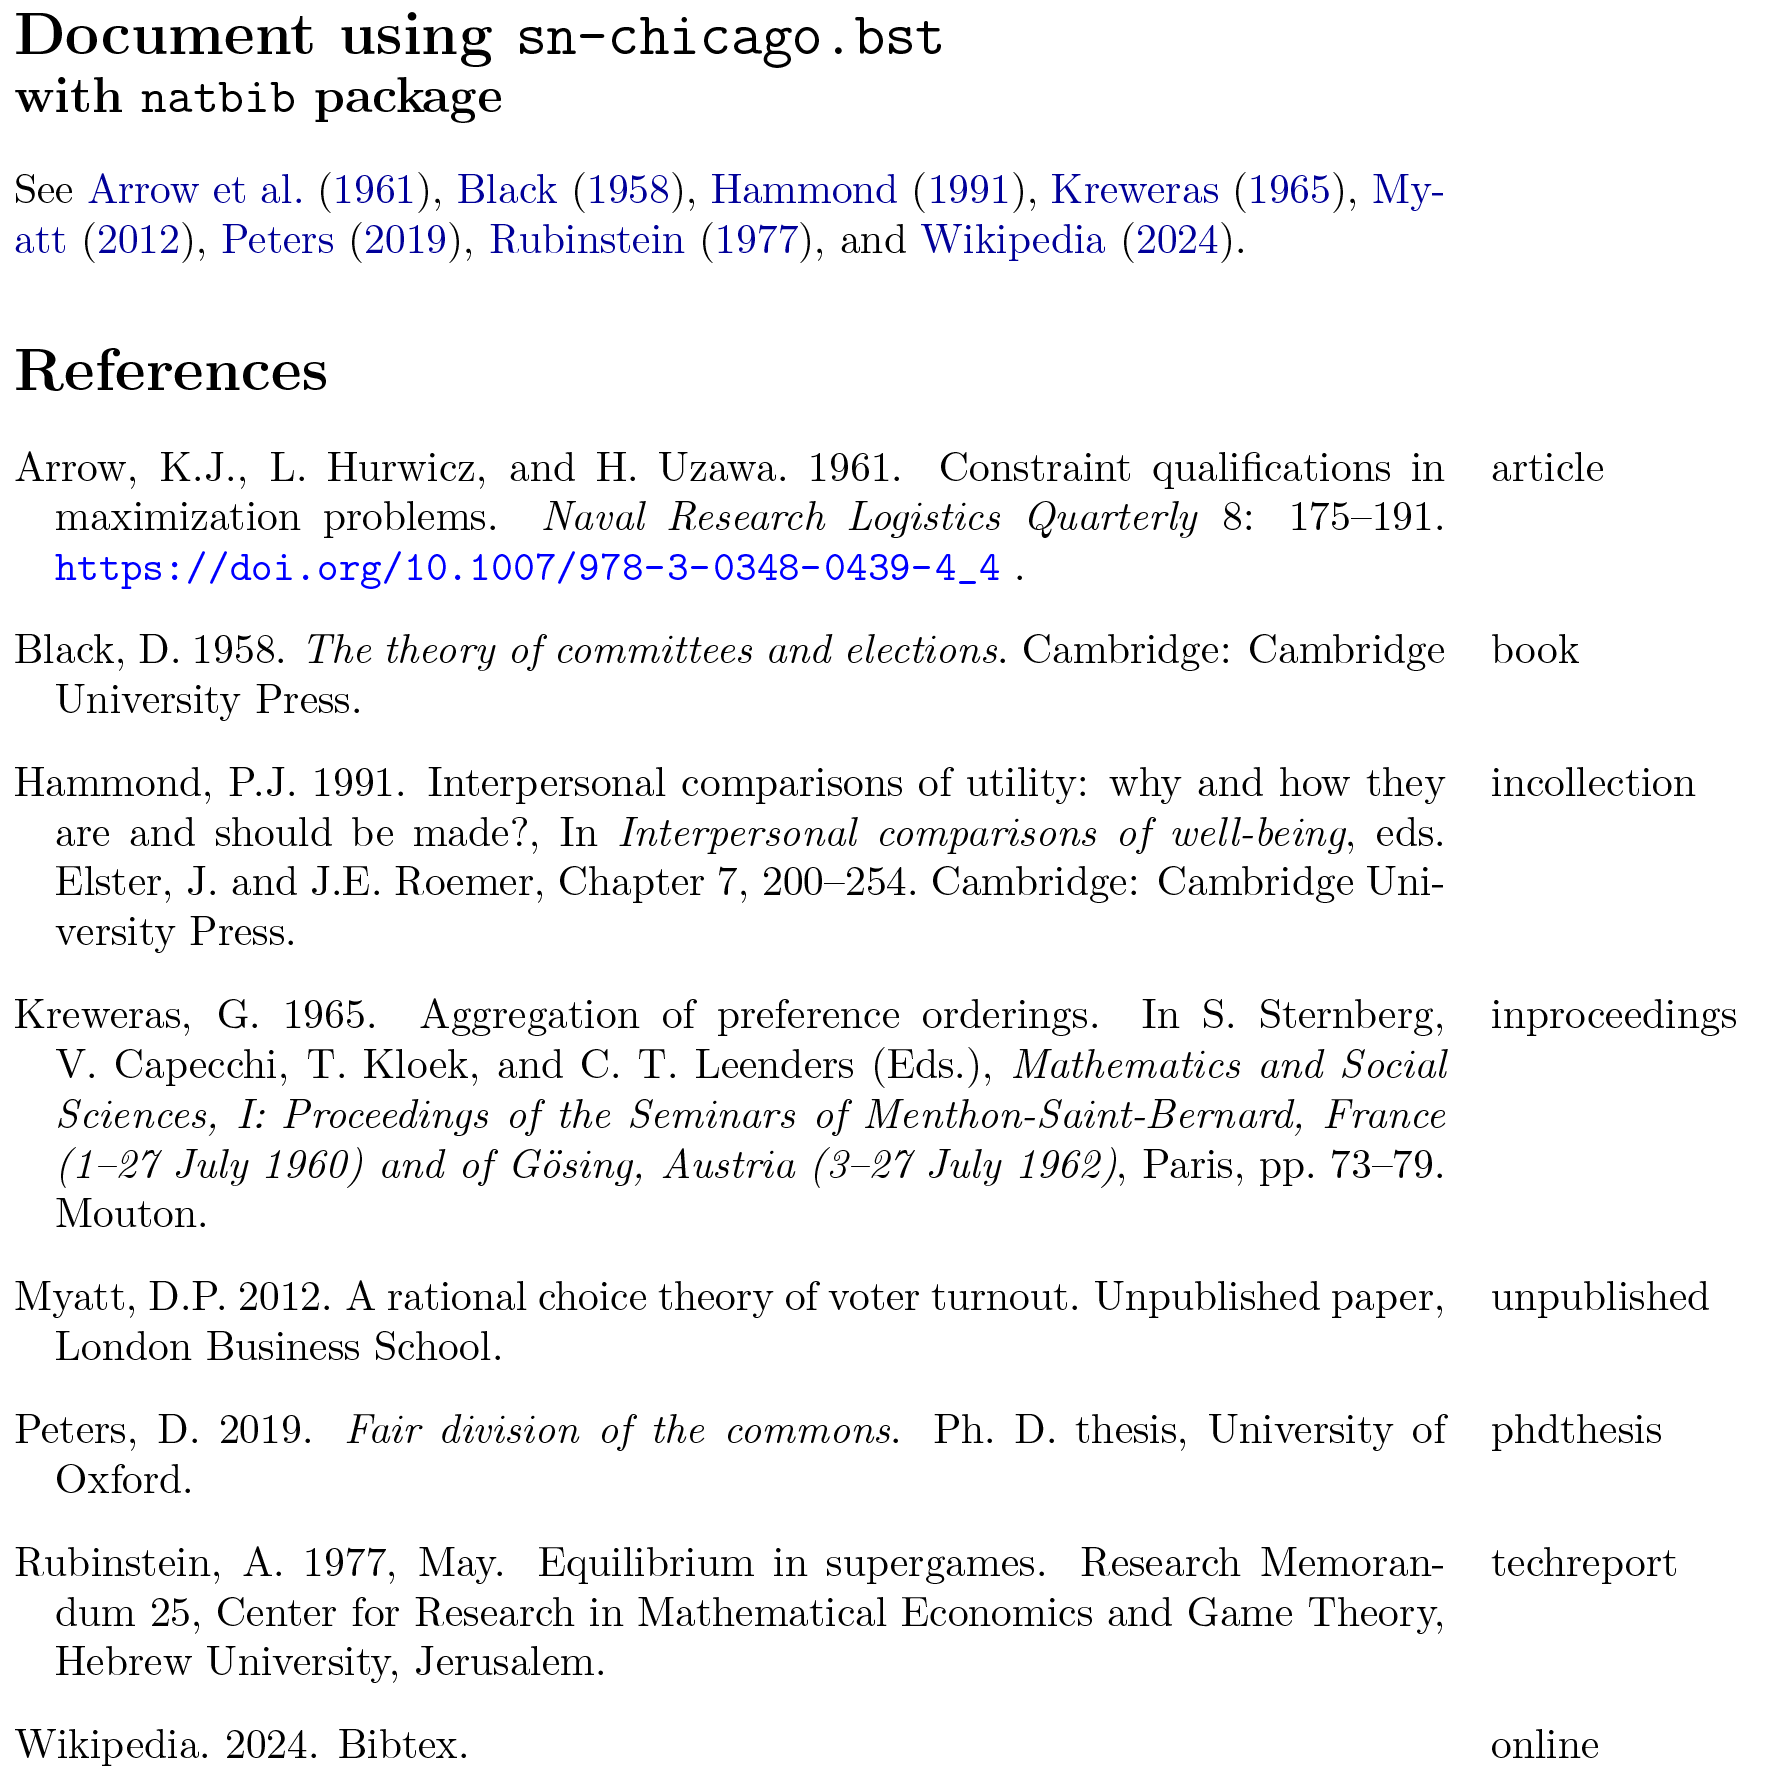 Document using sn-chicago.bst
with natbib package
See Arrow et al. (1961), Black (1958), Hammond (1991), Kreweras (1965), My-
att (2012), Peters (2019), Rubinstein (1977), and Wikipedia (2024).
References
Arrow, K.J., L. Hurwicz, and H. Uzawa. 1961. Constraint qualifications in article
maximization problems. Naval Research Logistics Quarterly 8: 175–191.
https://doi.org/10.1007/978-3-0348-0439-4_4 .
Black, D. 1958. The theory of committees and elections. Cambridge: Cambridge book
University Press.
Hammond, P.J. 1991. Interpersonal comparisons of utility: why and how they incollection
are and should be made?, In Interpersonal comparisons of well-being, eds.
Elster, J. and J.E. Roemer, Chapter 7, 200–254. Cambridge: Cambridge Uni-
versity Press.
Kreweras, G. 1965. Aggregation of preference orderings. In S. Sternberg, inproceedings
V. Capecchi, T. Kloek, and C. T. Leenders (Eds.), Mathematics and Social
Sciences, I: Proceedings of the Seminars of Menthon-Saint-Bernard, France
(1–27 July 1960) and of Gösing, Austria (3–27 July 1962), Paris, pp. 73–79.
Mouton.
Myatt, D.P. 2012. A rational choice theory of voter turnout. Unpublished paper, unpublished
London Business School.
Peters, D. 2019. Fair division of the commons. Ph. D. thesis, University of phdthesis
Oxford.
Rubinstein, A. 1977, May. Equilibrium in supergames. Research Memoran- techreport
dum 25, Center for Research in Mathematical Economics and Game Theory,
Hebrew University, Jerusalem.
Wikipedia. 2024. Bibtex. online